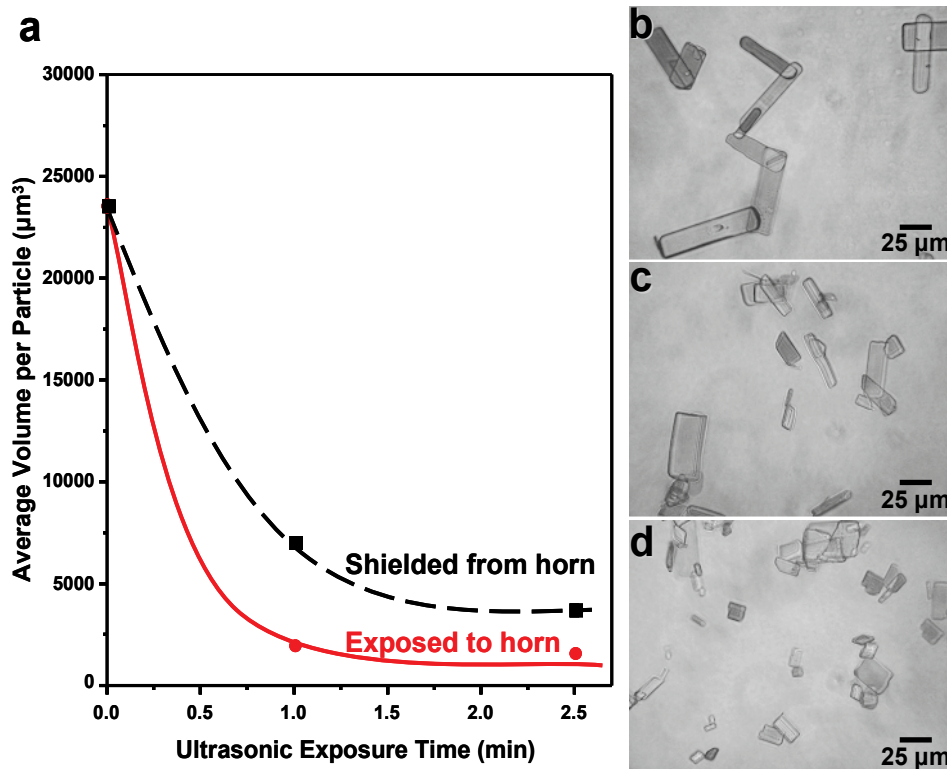 a
30000
25000
20000
15000
10000
5000
0
Average Volume per Particle (µm³)
0.0 0.5 1.0 1.5 2.0 2.5
Ultrasonic Exposure Time (min)
Shielded from horn
Exposed to horn
b
25 µm
c
25 µm
d
25 µm